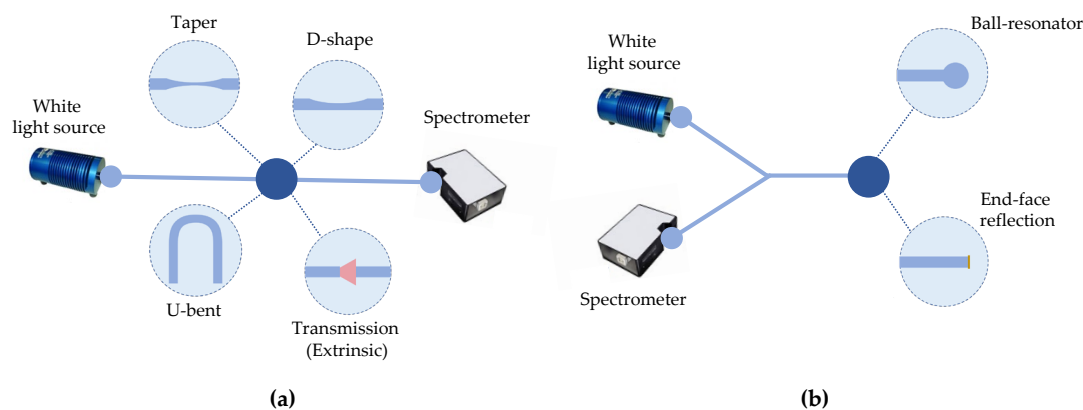 Taper
D-shape
White
light source
Spectrometer
U-bent
Transmission
(Extrinsic)
(a)
Ball-resonator
White
light source
End-face
reflection
Spectrometer
(b)